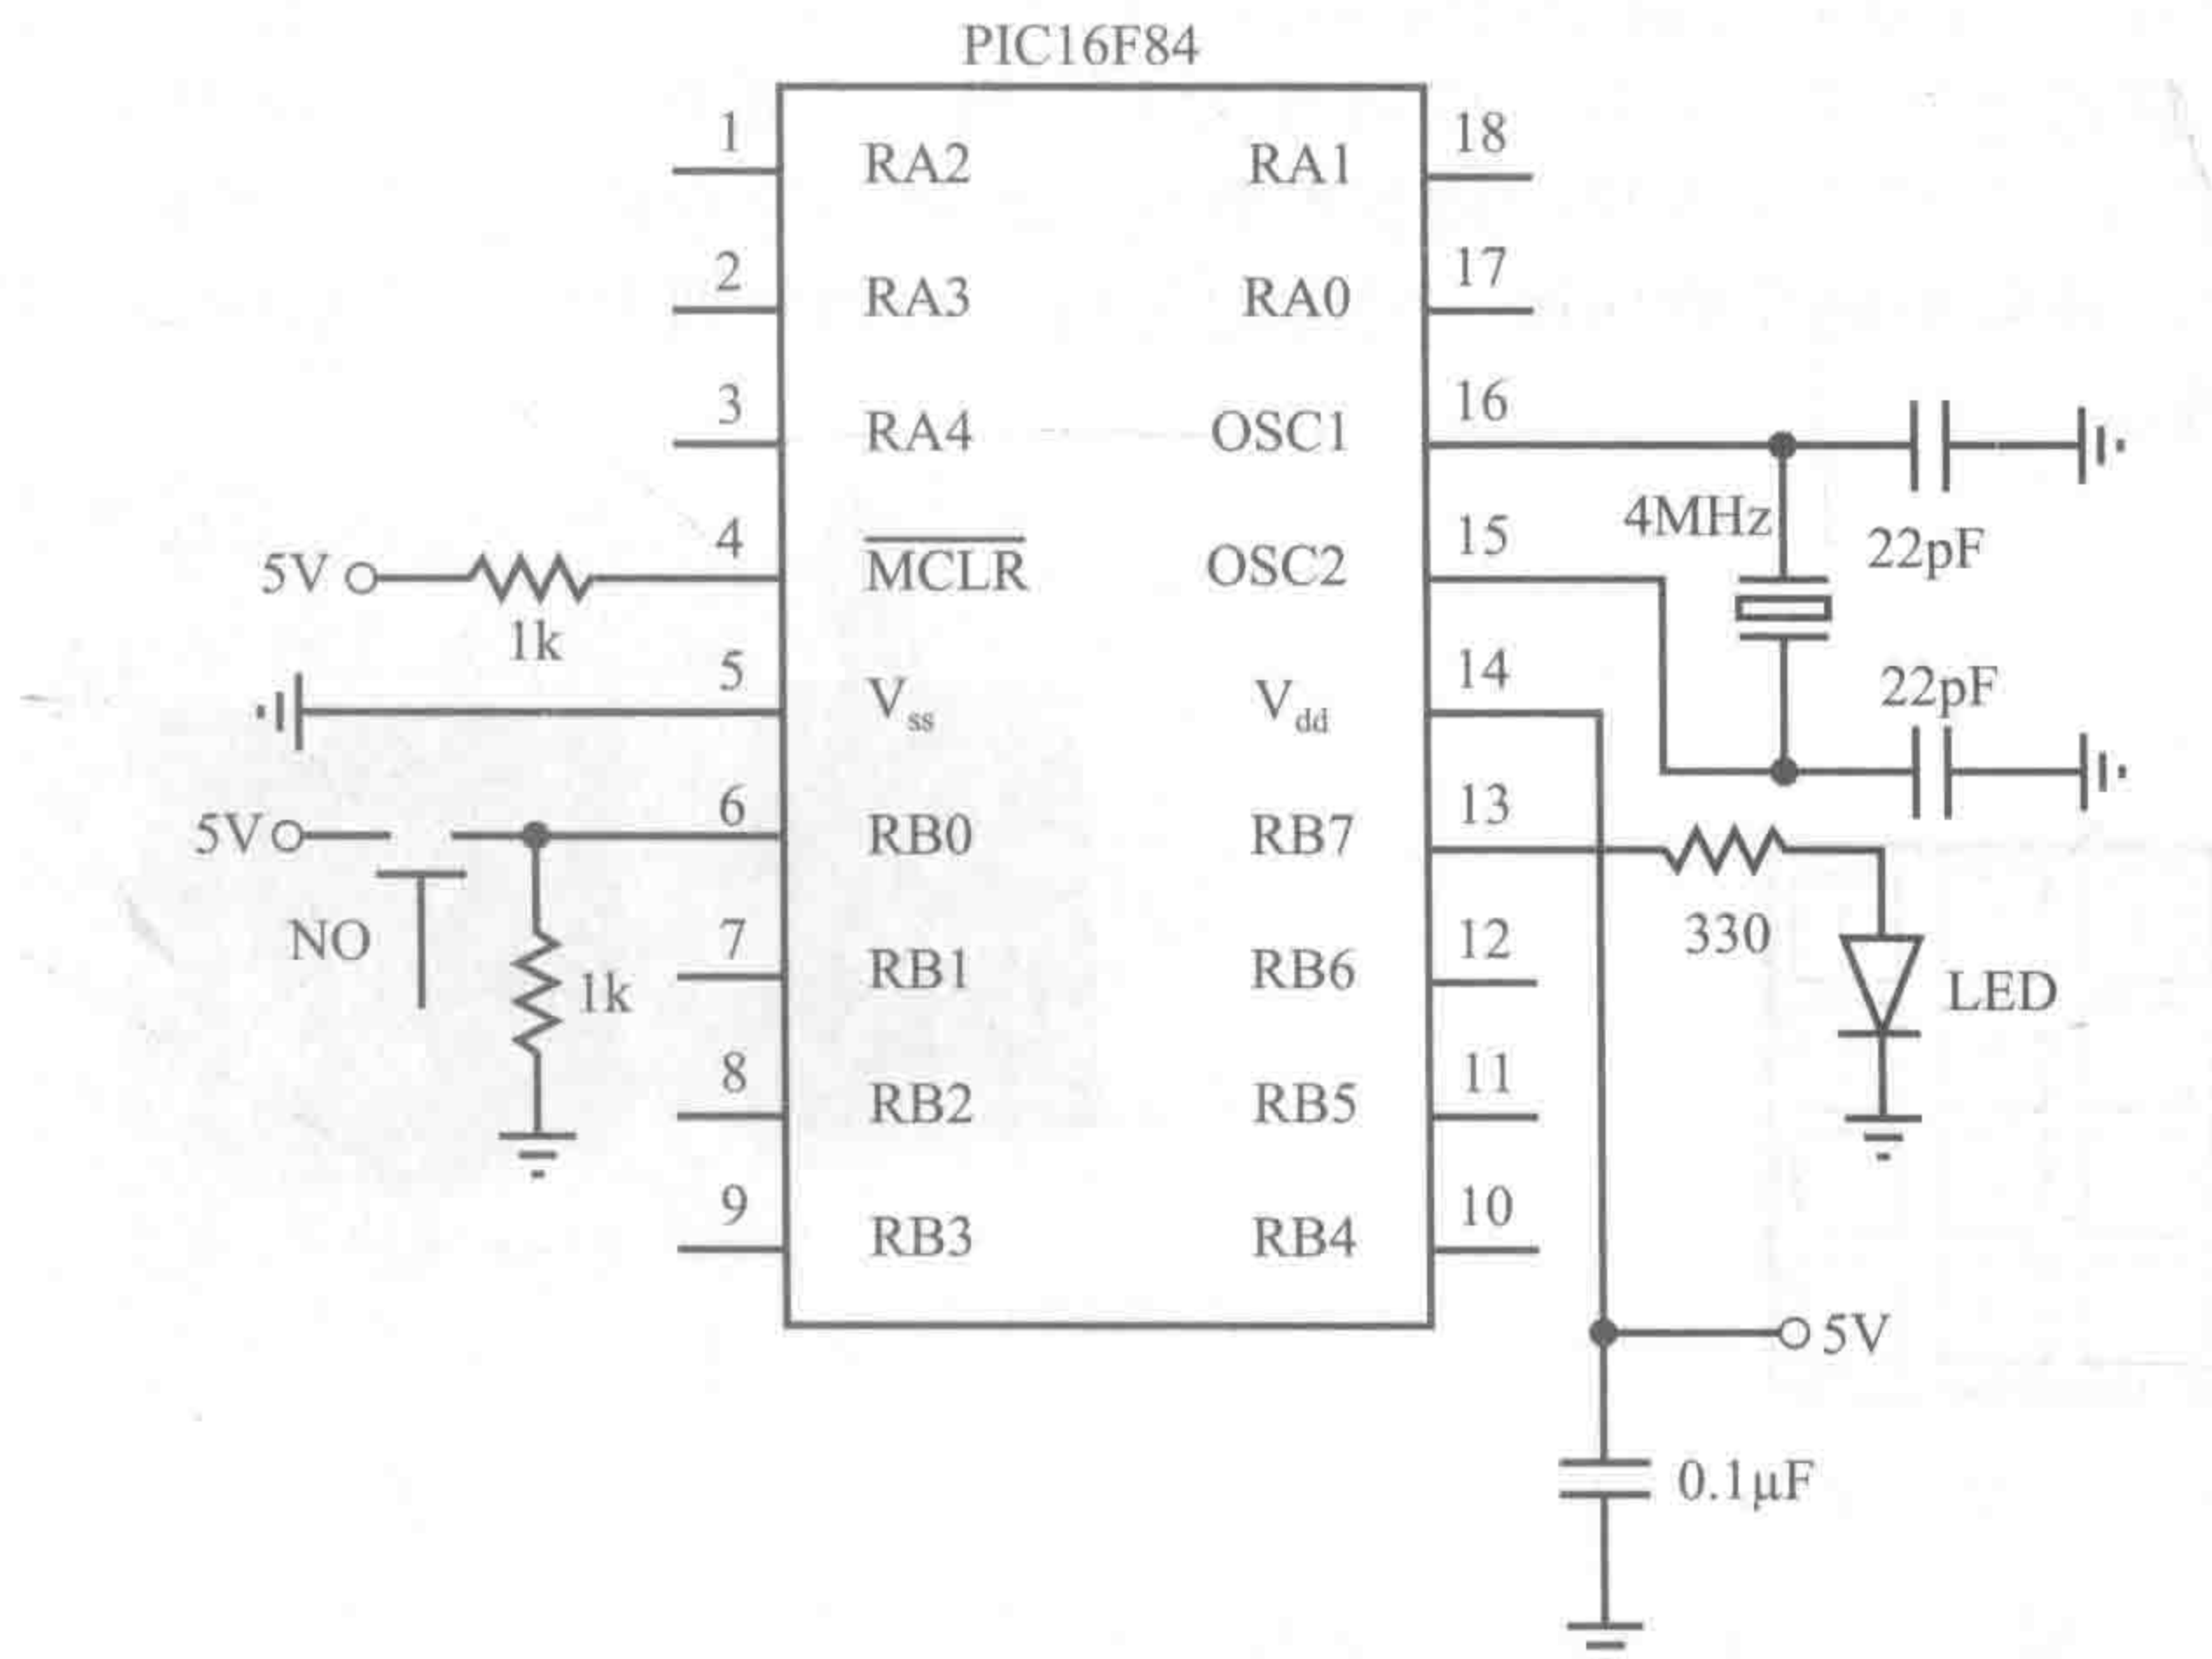 PIC16F84
1 RA2 RA1 18
2 RA3 RA0 17
3 RA4 OSC1 16
4 MCLR OSC2 15
5 Vss Vdd 14
6 RB0 RB7 13
7 RB1 RB6 12
8 RB2 RB5 11
9 RB3 RB4 10
5V
1k
5V
NO
1k
4MHz
22pF
22pF
330
LED
5V
0.1μF